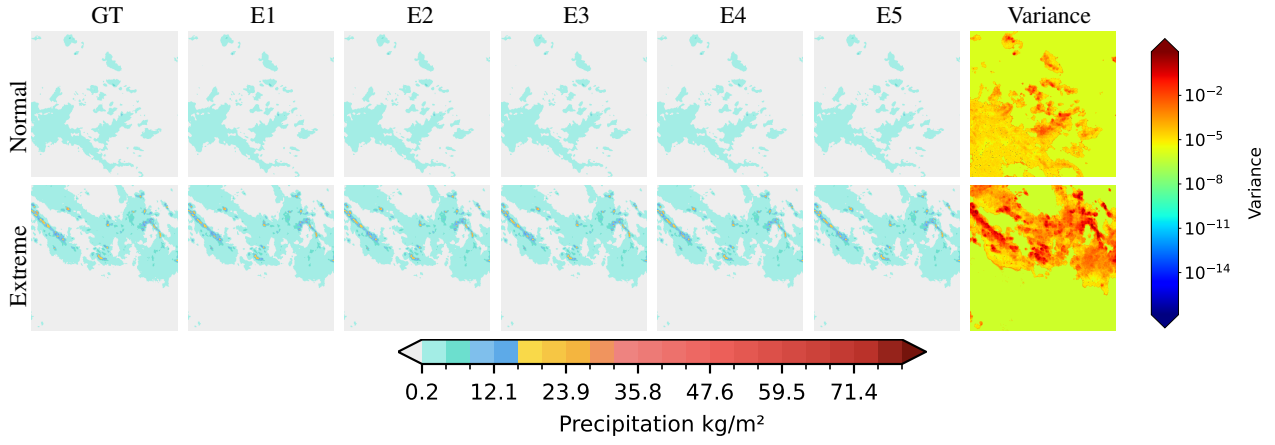 GT E1 E2 E3 E4 E5 Variance
Normal
Extreme
10⁻²
10⁻⁵
10⁻⁸
10⁻¹¹
10⁻¹⁴
Variance
0.2 12.1 23.9 35.8 47.6 59.5 71.4
Precipitation kg/m²